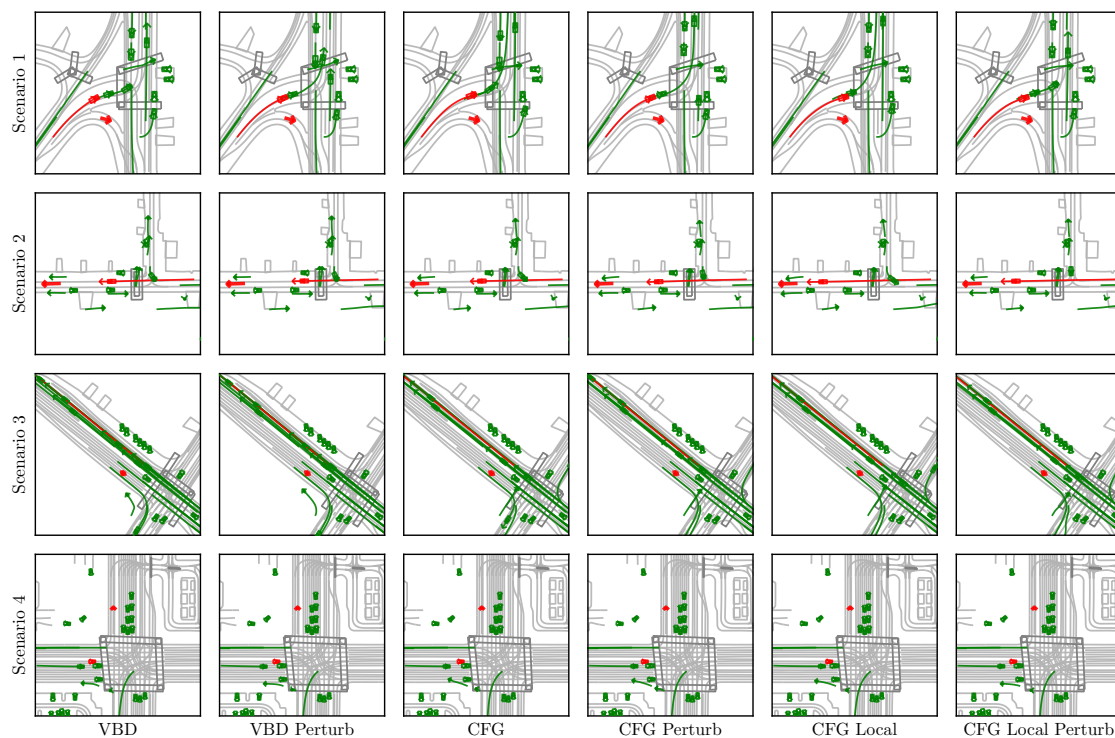 Scenario 1
Scenario 2
Scenario 3
Scenario 4
VBD
VBD Perturb
CFG
CFG Perturb
CFG Local
CFG Local Perturb